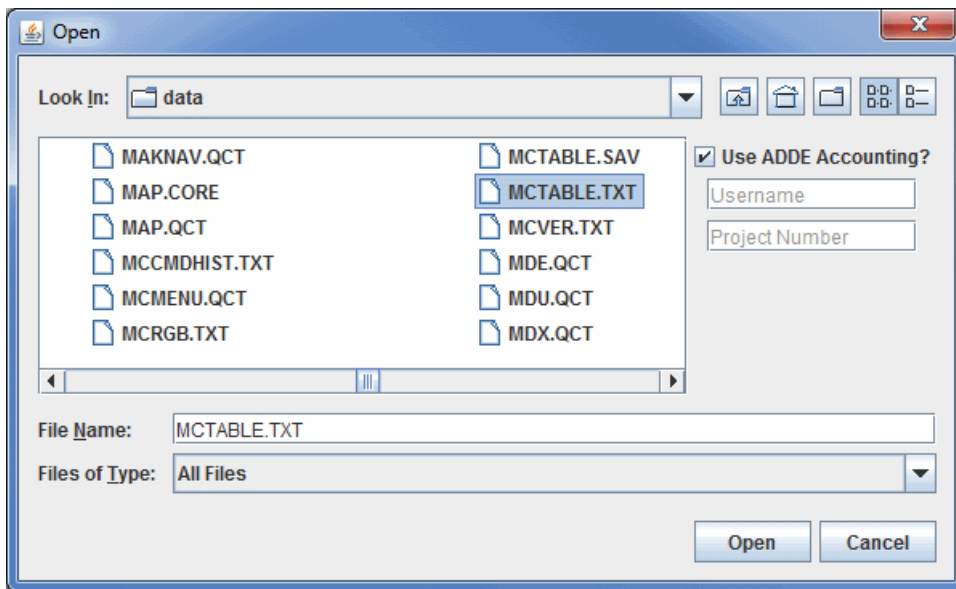 Open
Look In: data
MAKNAV.QCT MCTABLE.SAV
MAP.CORE MCTABLE.TXT
MAP.QCT MCVER.TXT
MCCMDHIST.TXT MDE.QCT
MCMENU.QCT MDU.QCT
MCRGB.TXT MDX.QCT
Use ADDE Accounting?
Username
Project Number
File Name: MCTABLE.TXT
Files of Type: All Files
Open Cancel